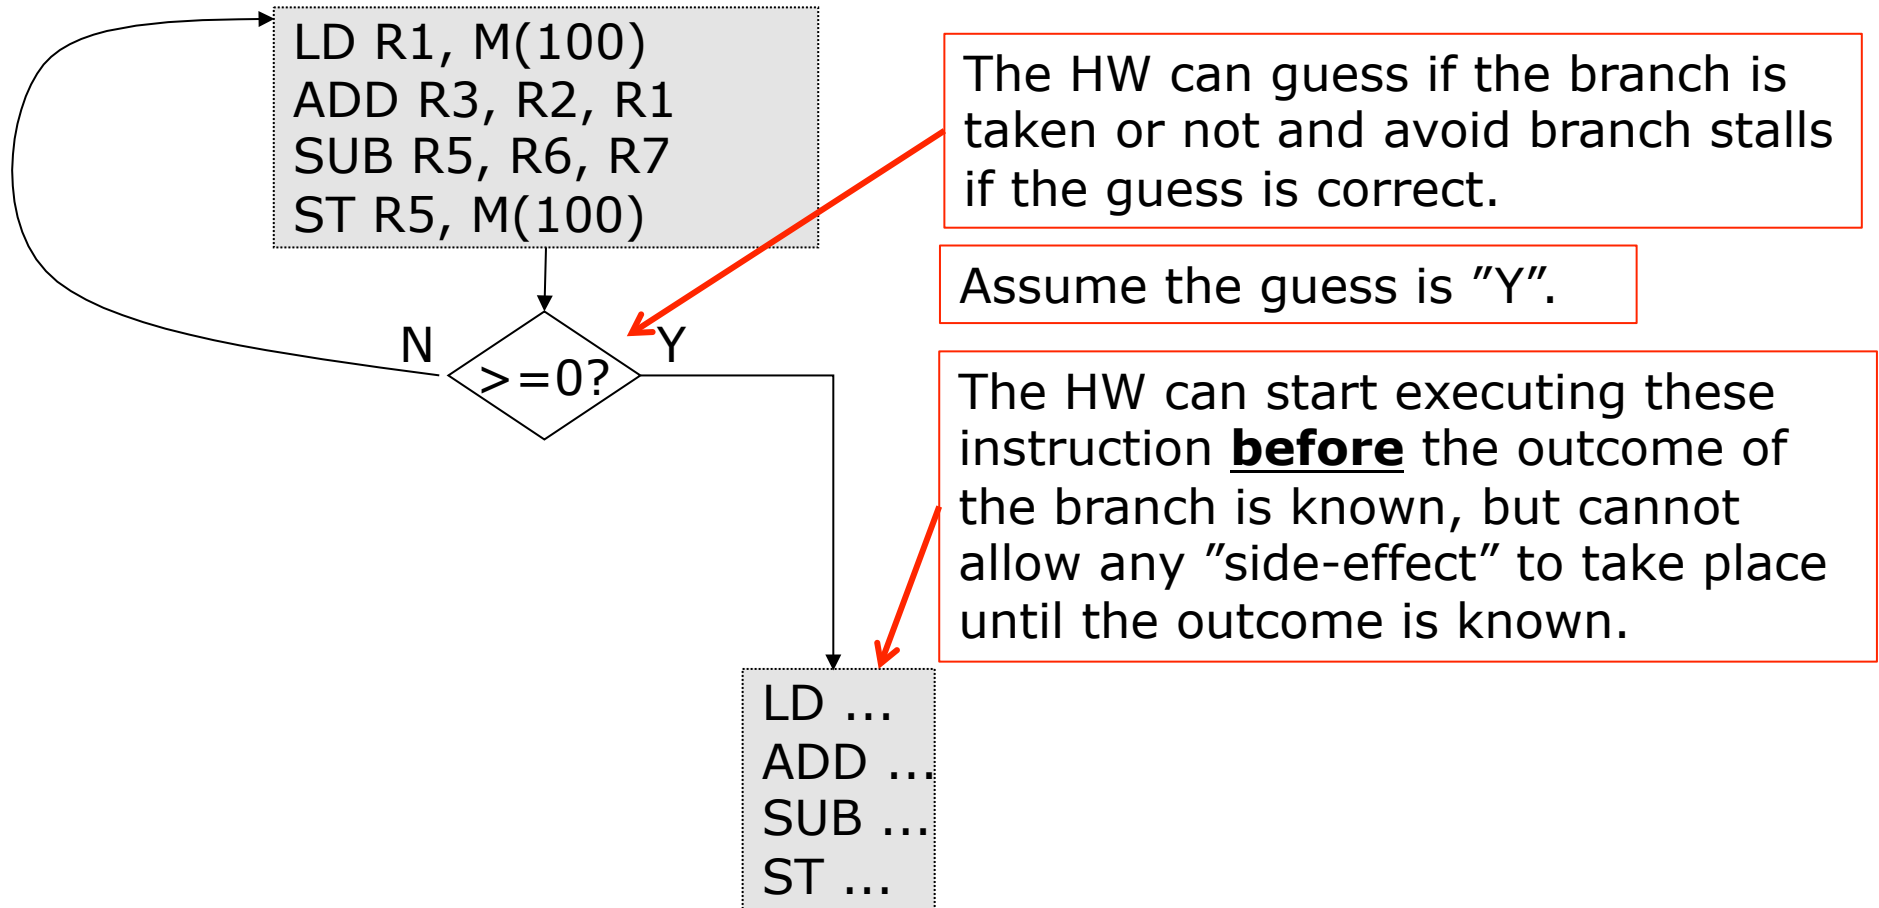 LD R1, M(100)
ADD R3, R2, R1
SUB R5, R6, R7
ST R5, M(100)
The HW can guess if the branch is
taken or not and avoid branch stalls
if the guess is correct.
Assume the guess is ”Y”.
N
Y
>=0?
The HW can start executing these
instruction before the outcome of
the branch is known, but cannot
allow any ”side-effect” to take place
until the outcome is known.
LD ...
ADD ...
SUB ...
ST ...